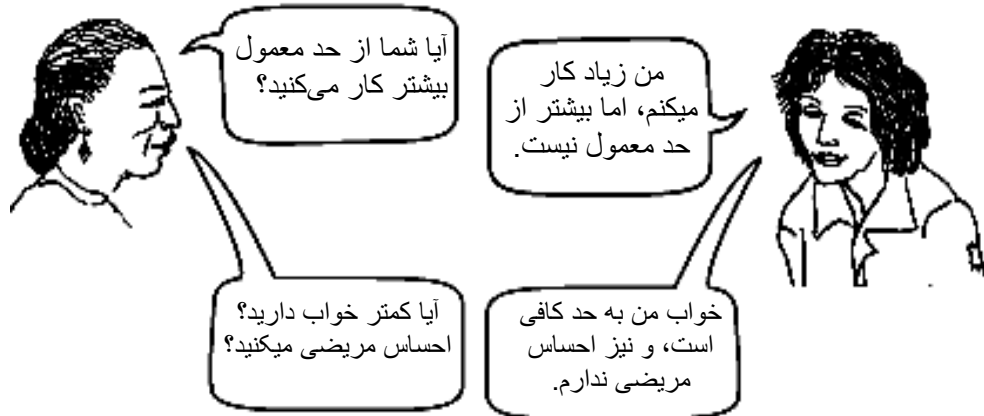 آیا شما از حد معمول
بیشتر کار می‌کنید؟
من زیاد کار
میکنم، اما بیشتر از
حد معمول نیست.
آیا کمتر خواب دارید؟
احساس مریضی میکنید؟
خواب من به حد کافی
است، و نیز احساس
مریضی ندارم.